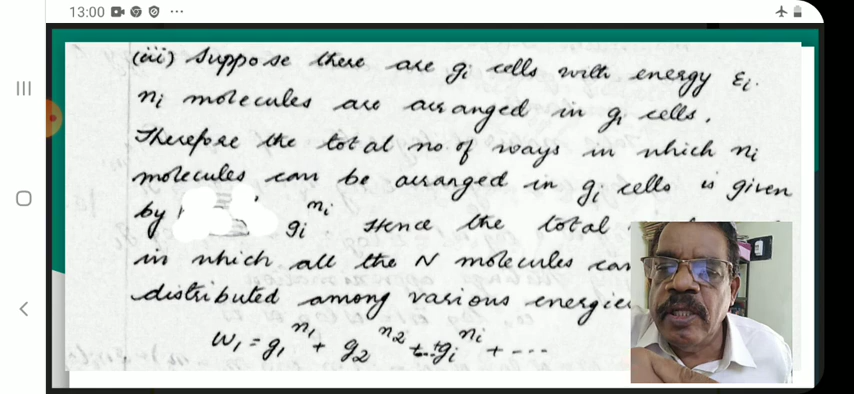 13:00
(iii) Suppose there are gi cells with energy εi.
ni molecules are arranged in gi cells.
Therefore the total no of ways in which ni
molecules can be arranged in gi cells is given
by gi^ni Hence the total
in which all the N molecules can
distributed among various energies
W1 = g1^n1 + g2^n2 +...+ gi^ni + ---